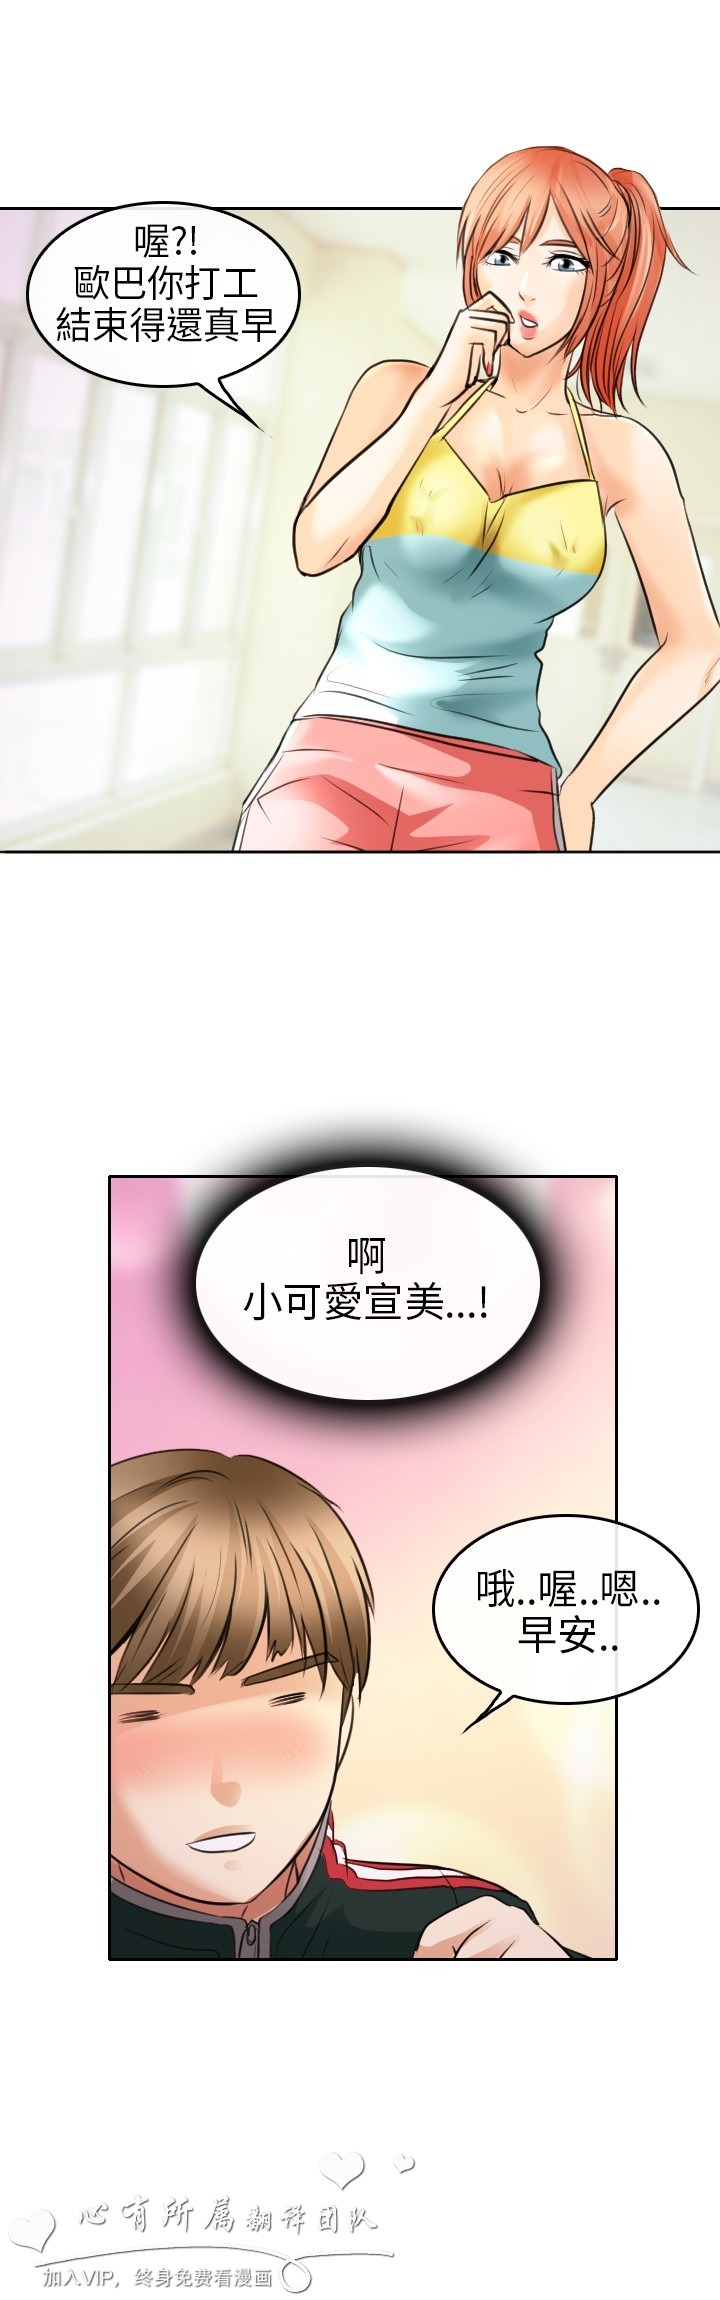 喔?!
歐巴你打工
結束得還真早
啊
小可愛宣美...!
哦..喔..嗯..
早安..
心有所属翻译团队
加入VIP，终身免费看漫画